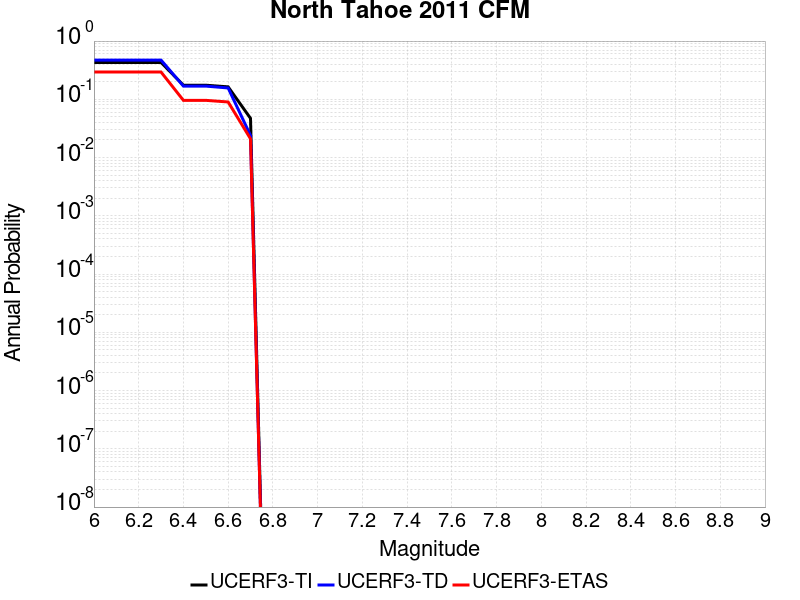 North Tahoe 2011 CFM
10^0
10^-1
10^-2
10^-3
10^-4
10^-5
10^-6
10^-7
10^-8
Annual Probability
6 6.2 6.4 6.6 6.8 7 7.2 7.4 7.6 7.8 8 8.2 8.4 8.6 8.8 9
Magnitude
UCERF3-TI UCERF3-TD UCERF3-ETAS